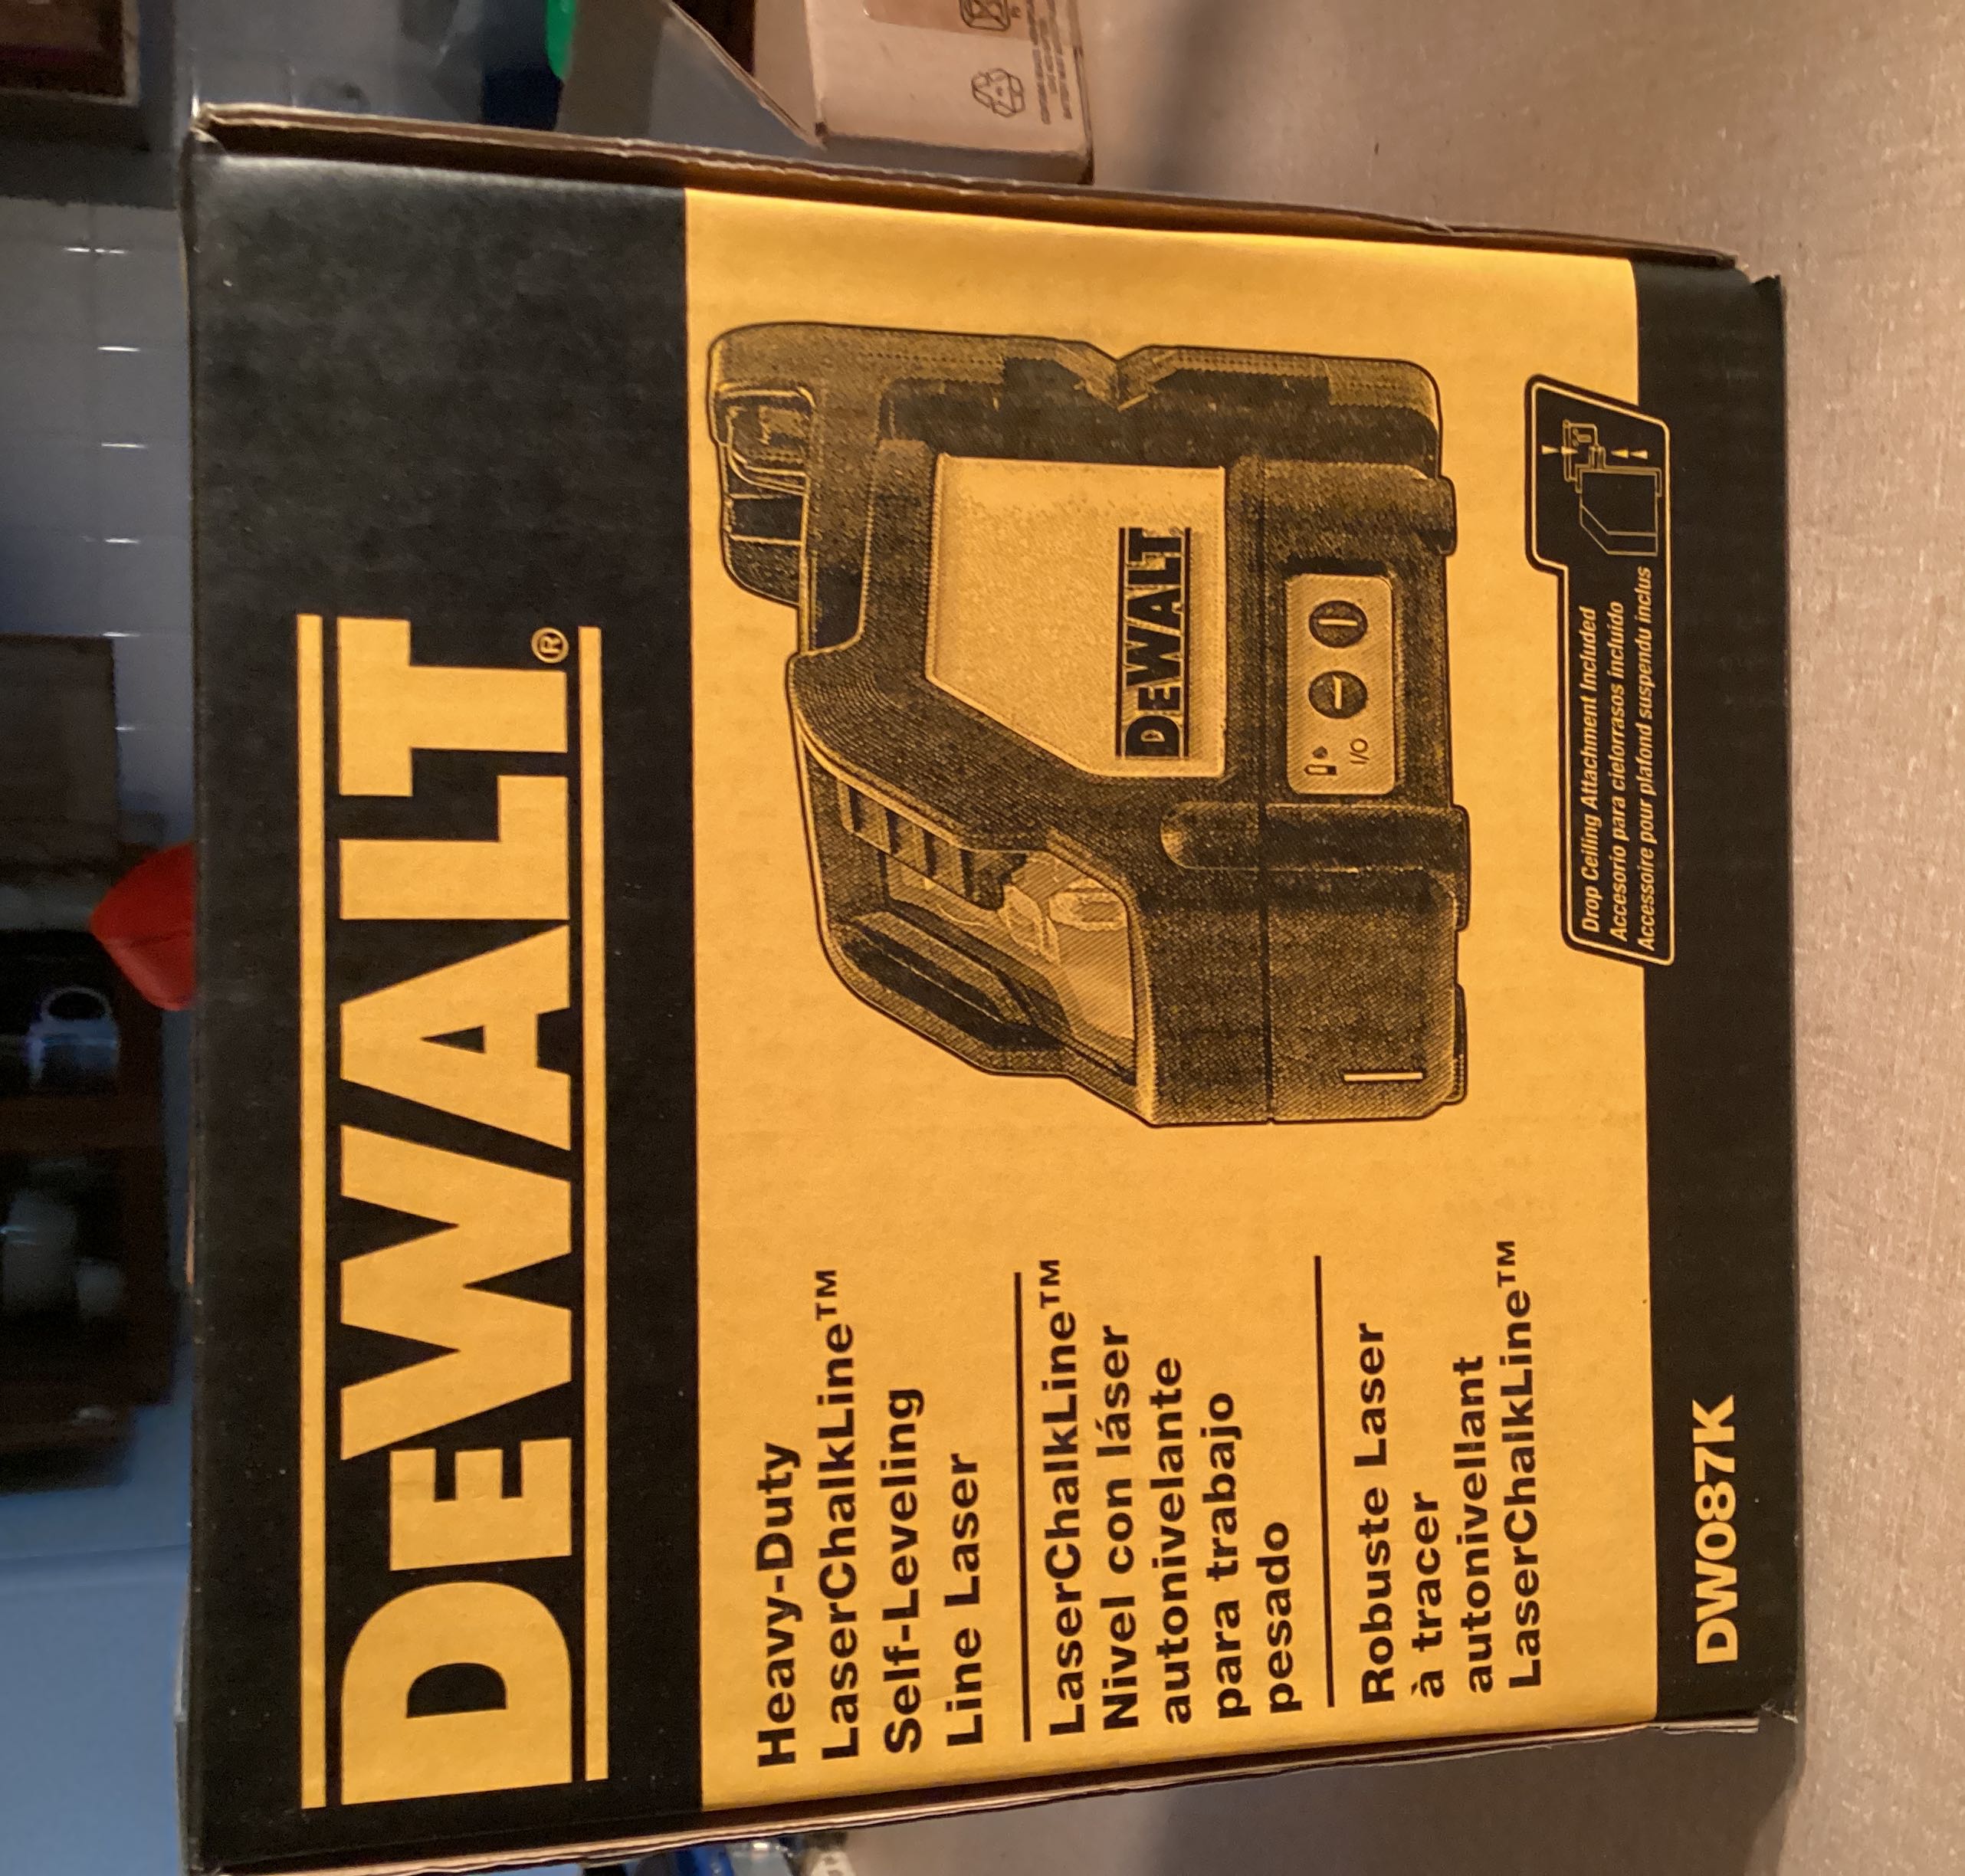 DEWALT®
Heavy-Duty
LaserChalkLine™
Self-Leveling
Line Laser
LaserChalkLine™
Nivel con láser
autonivelante
para trabajo
pesado
Robuste Laser
à tracer
autonivellant
LaserChalkLine™
DEWALT
I/O
Drop Ceiling Attachment Included
Accesorio para cielorrasos incluido
Accessoire pour plafond suspendu inclus
DW087K